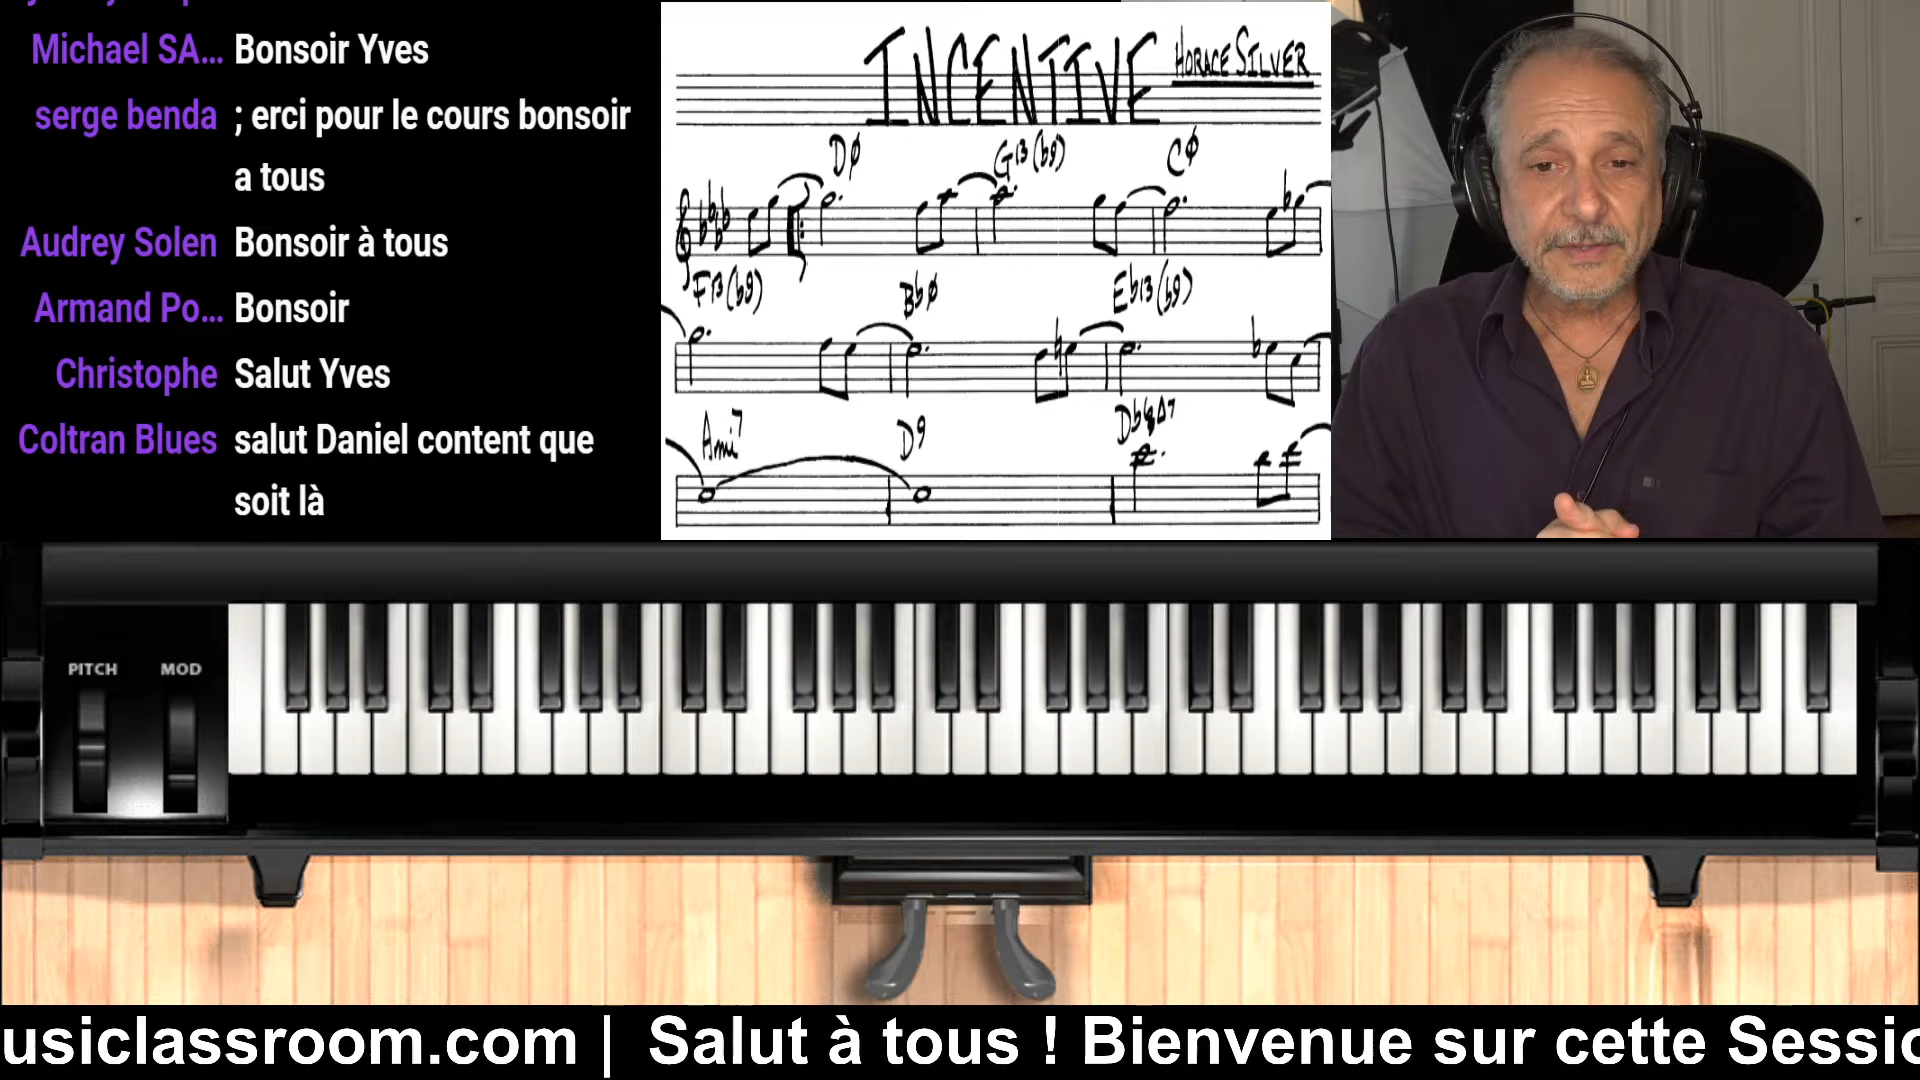 Michael SA… Bonsoir Yves
serge benda ; erci pour le cours bonsoir
a tous
Audrey Solen Bonsoir à tous
Armand Po… Bonsoir
Christophe Salut Yves
Coltran Blues salut Daniel content que
soit là
INCENTIVE HORACE SILVER
Dø G13(b9) Cø
F13(b9) Bbø Eb13(b9)
Ami7 D9
PITCH MOD
usiclassroom.com | Salut à tous ! Bienvenue sur cette Sessio